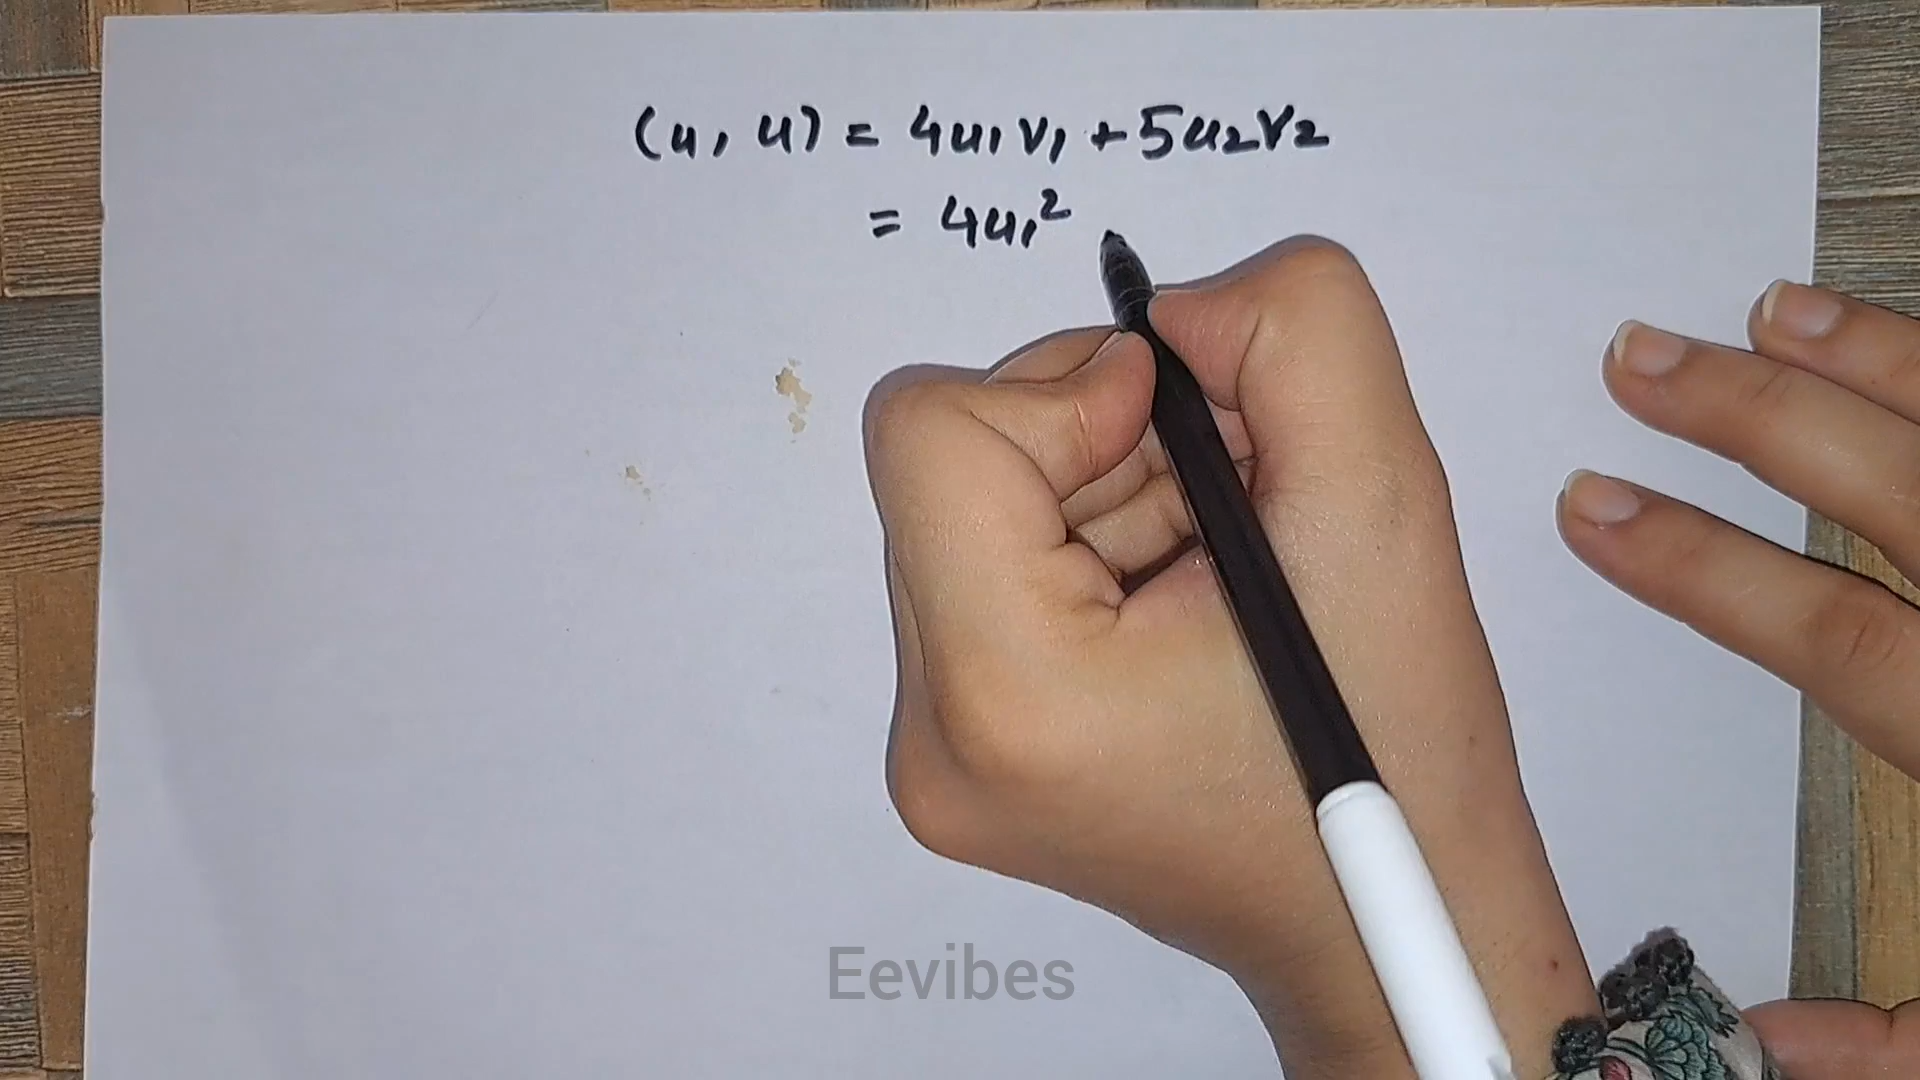 (u, u) = 4u₁v₁ + 5u₂v₂
= 4u₁²
Eevibes